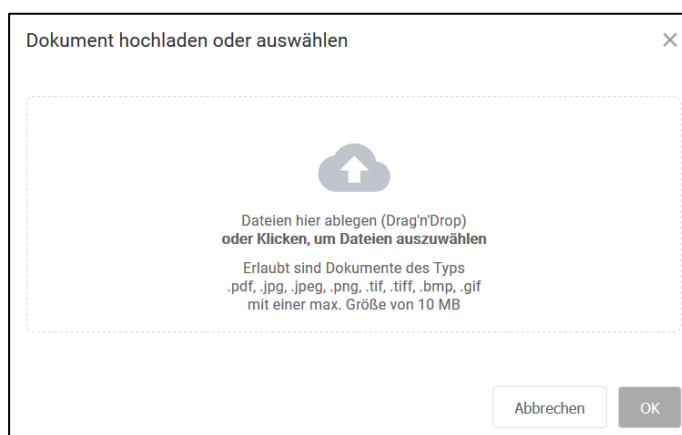 Dokument hochladen oder auswählen
Dateien hier ablegen (Drag'n'Drop)
oder Klicken, um Dateien auszuwählen
Erlaubt sind Dokumente des Typs
.pdf, .jpg, .jpeg, .png, .tif, .tiff, .bmp, .gif
mit einer max. Größe von 10 MB
Abbrechen OK